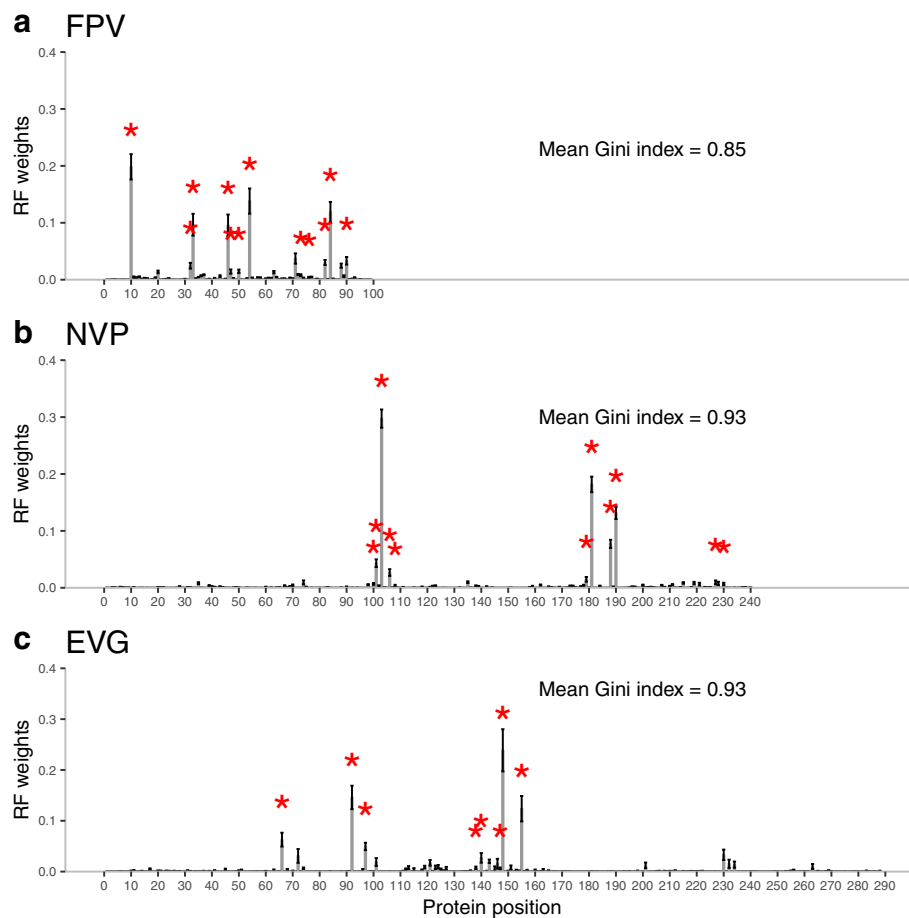 a FPV
0.4
0.3
0.2
0.1
0.0
RF weights
Mean Gini index = 0.85
0 10 20 30 40 50 60 70 80 90 100
b NVP
0.4
0.3
0.2
0.1
0.0
RF weights
Mean Gini index = 0.93
0 10 20 30 40 50 60 70 80 90 100 110 120 130 140 150 160 170 180 190 200 210 220 230 240
c EVG
0.4
0.3
0.2
0.1
0.0
RF weights
Mean Gini index = 0.93
0 10 20 30 40 50 60 70 80 90 100 110 120 130 140 150 160 170 180 190 200 210 220 230 240 250 260 270 280 290
Protein position